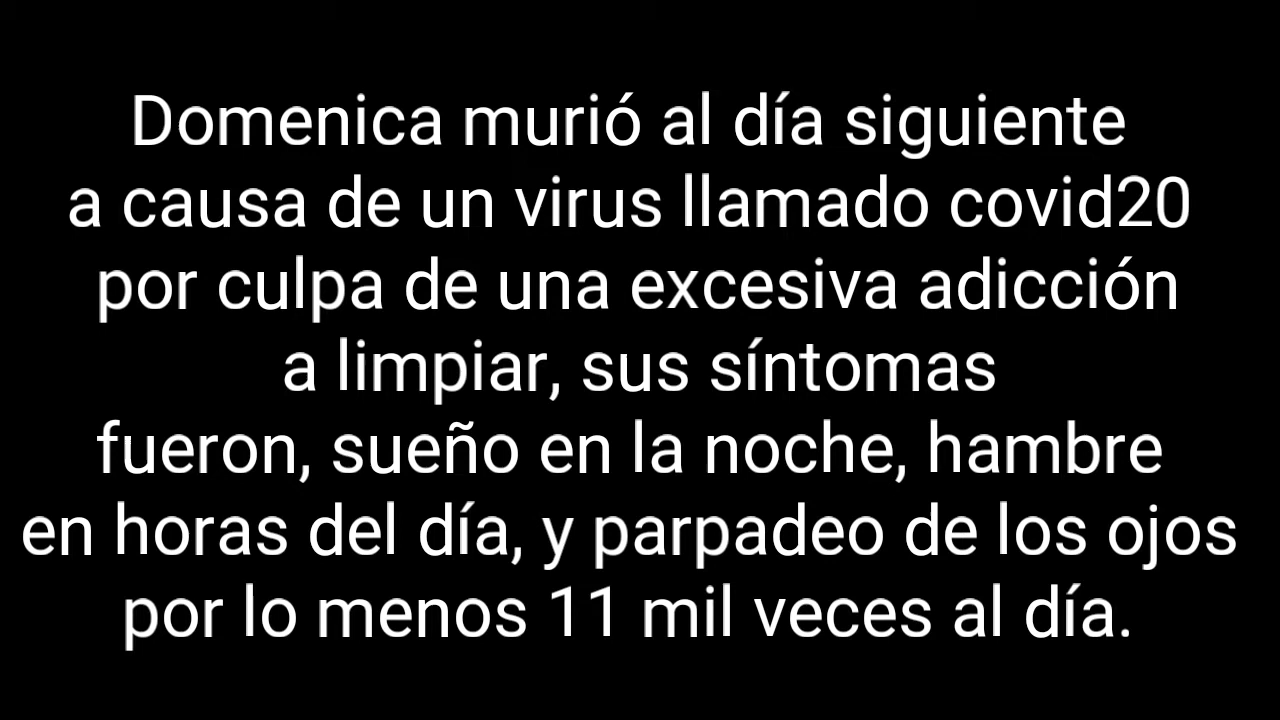 Domenica murió al día siguiente
a causa de un virus llamado covid20
por culpa de una excesiva adicción
a limpiar, sus síntomas
fueron, sueño en la noche, hambre
en horas del día, y parpadeo de los ojos
por lo menos 11 mil veces al día.